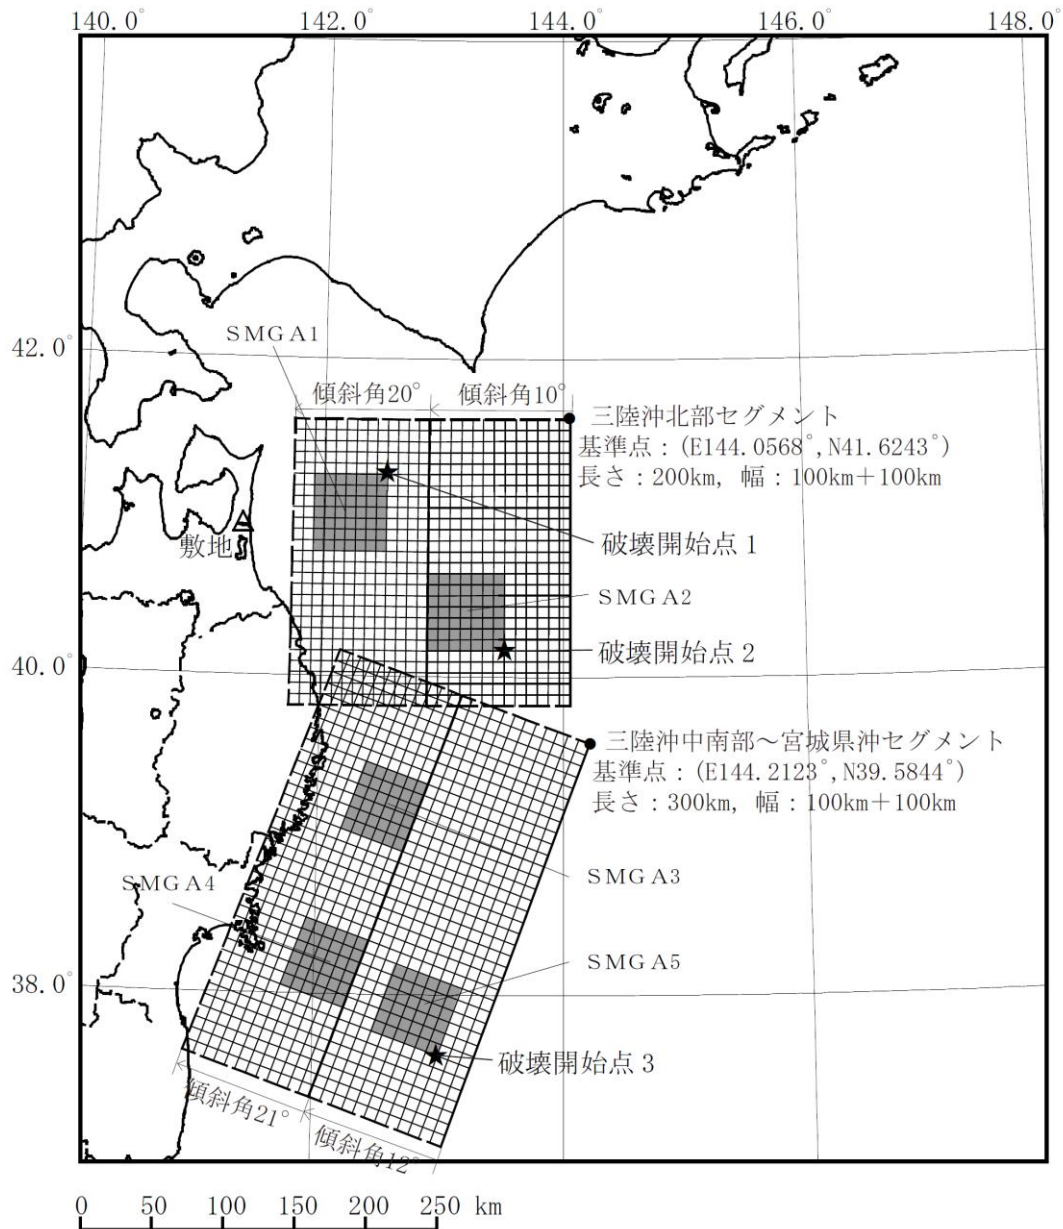 140.0° 142.0° 144.0° 146.0° 148.0°
SMGA1
42.0°
傾斜角20° 傾斜角10°
三陸沖北部セグメント
基準点：(E144.0568°,N41.6243°)
長さ：200km, 幅：100km＋100km
敷地
破壊開始点1
SMGA2
破壊開始点2
40.0°
三陸沖中南部～宮城県沖セグメント
基準点：(E144.2123°,N39.5844°)
長さ：300km, 幅：100km＋100km
SMGA4
SMGA3
SMGA5
38.0°
破壊開始点3
傾斜角21°
傾斜角12°
0 50 100 150 200 250 km